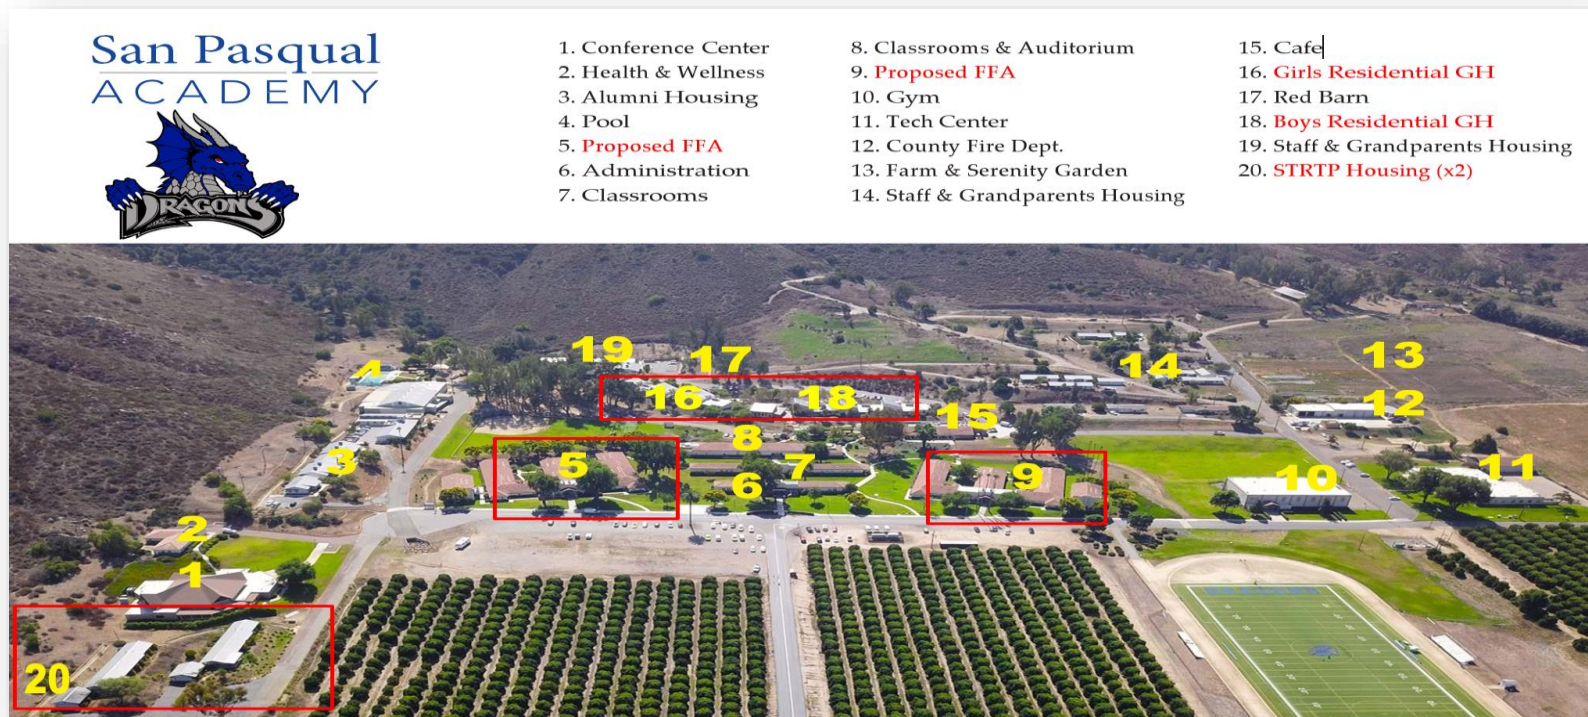 San Pasqual
ACADEMY
DRAGONS
1. Conference Center
2. Health & Wellness
3. Alumni Housing
4. Pool
5. Proposed FFA
6. Administration
7. Classrooms
8. Classrooms & Auditorium
9. Proposed FFA
10. Gym
11. Tech Center
12. County Fire Dept.
13. Farm & Serenity Garden
14. Staff & Grandparents Housing
15. Cafe
16. Girls Residential GH
17. Red Barn
18. Boys Residential GH
19. Staff & Grandparents Housing
20. STRTP Housing (x2)
19
17
4
16
18
14
13
12
15
8
3
5
7
6
9
10
11
2
1
20